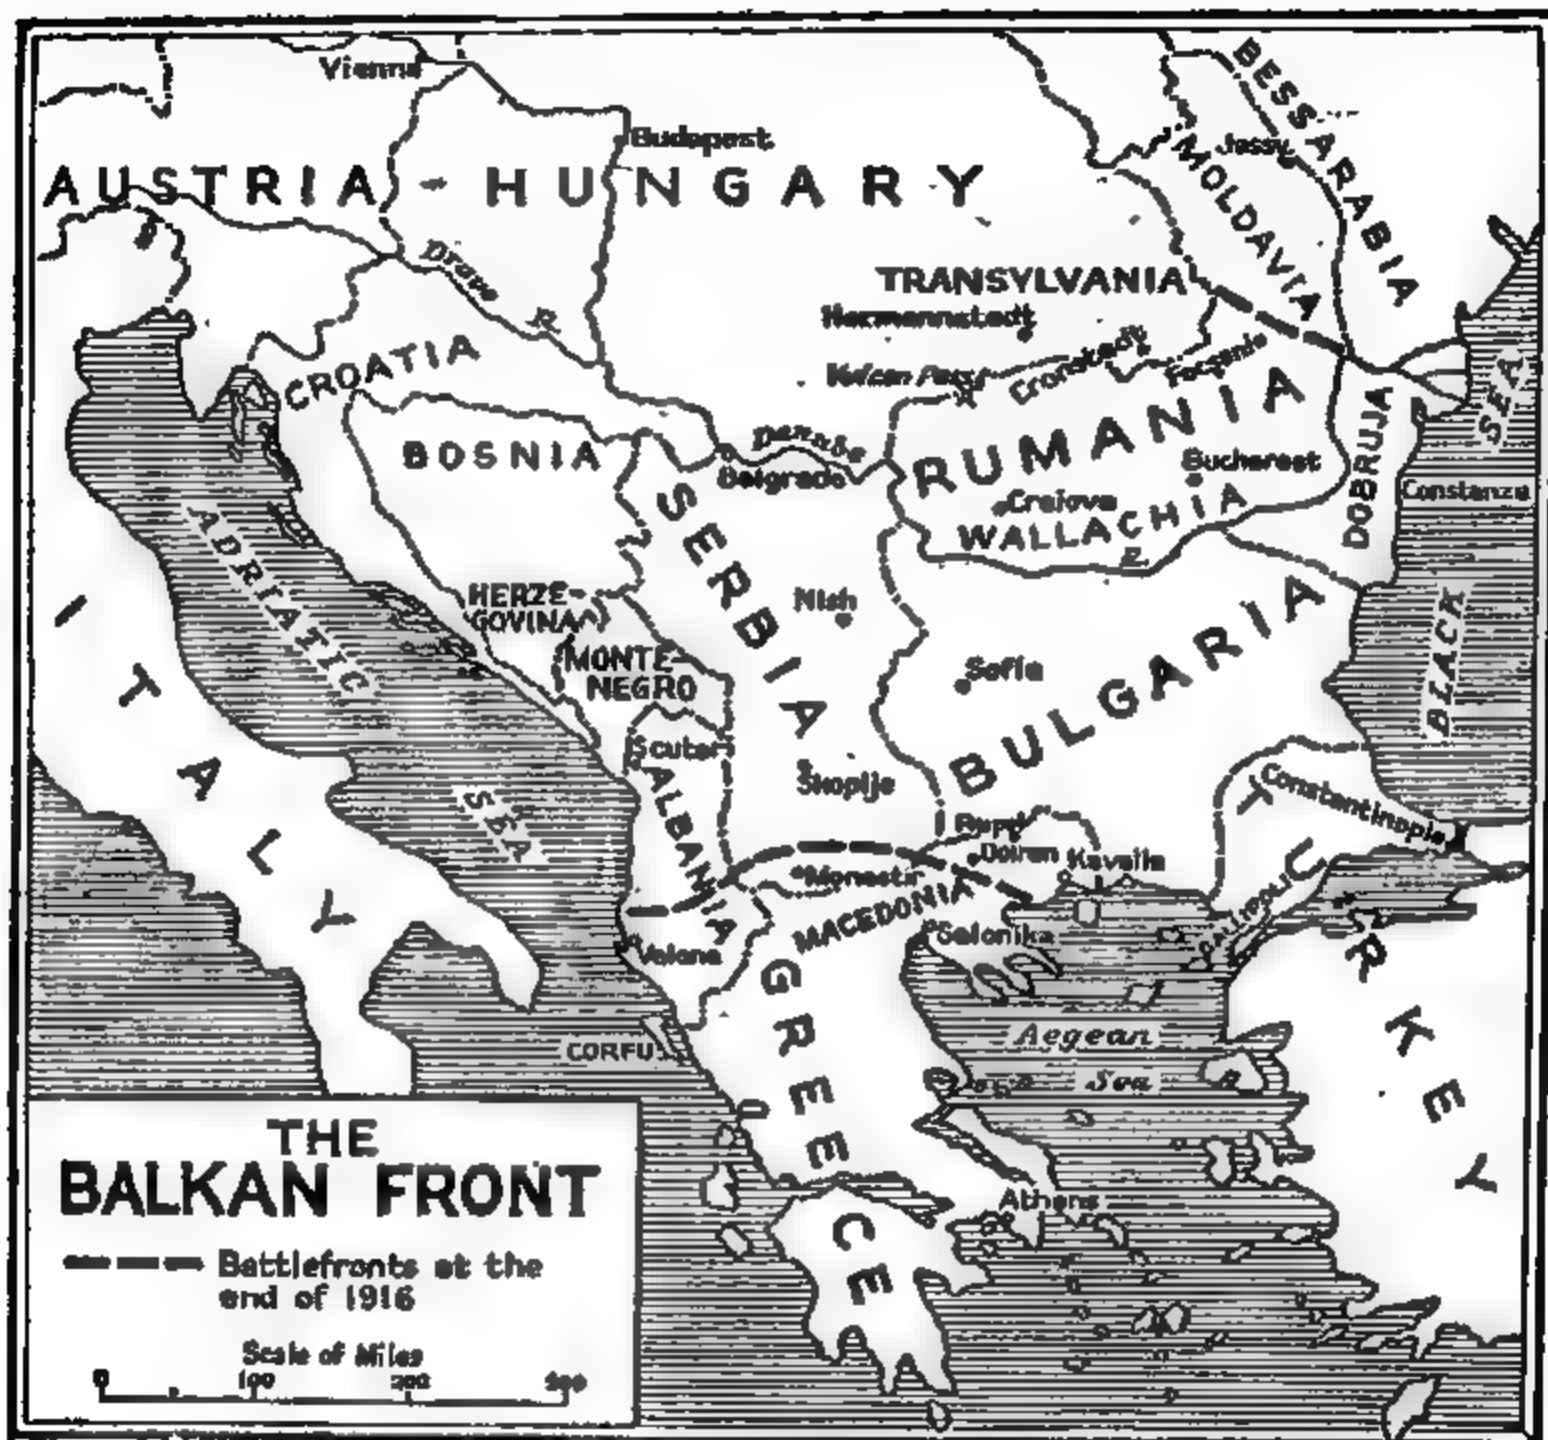 Vienna
Budapest
AUSTRIA - HUNGARY
BESSARABIA
Jassy
MOLDAVIA
Drave R.
TRANSYLVANIA
Hermannstadt
Vulcan Pass
Cronstadt
Focsanie
CROATIA
BOSNIA
Danube
Belgrade
RUMANIA
Bucharest
Craiova
WALLACHIA
R.
DOBRUJA
Constanza
BLACK SEA
ADRIATIC SEA
SERBIA
HERZE-
GOVINA
MONTE-
NEGRO
Nish
Sofia
BULGARIA
ITALY
Scutari
ALBANIA
Skoplje
Constantinople
Doiran
Kavalla
Monastir
MACEDONIA
Salonika
Gallipoli
TURKEY
Valona
GREECE
CORFU
Aegean
Sea
Athens
THE
BALKAN FRONT
Battlefronts at the
end of 1916
Scale of Miles
0 100 200 300